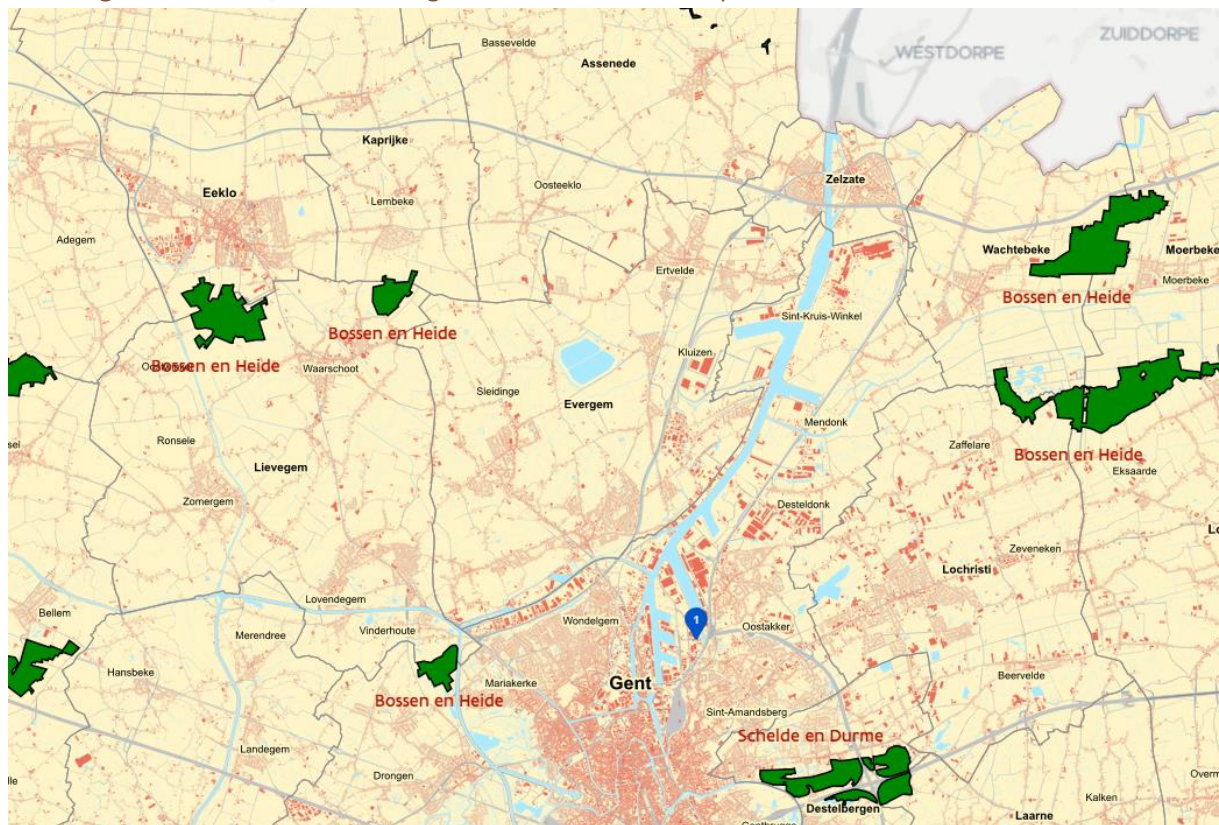 ZUIDDORPE
Bassevelde
WESTDORPE
Assenede
Kaprijke
Zelzate
Eeklo
Oosteeklo
Lembeke
Adegem
Wachtebeke
Moerbeke
Ertvelde
Moerbeke
Bossen en Heide
Sint-Kruis-Winkel
Bossen en Heide
Kluizen
Bossen en Heide
Waarschoot
Sleidinge
Evergem
Mendonk
Ronsele
Zaffelare
Bossen en Heide
Lievegem
Eksaarde
Zomergem
Desteldonk
Zeveneken
Lochristi
Lovendegem
Bellem
Wondelgem
1
Oostakker
Vinderhoute
Merendree
Hansbeke
Beervelde
Mariakerke
Gent
Bossen en Heide
Sint-Amandsberg
Schelde en Durme
Landegem
Drongen
Kalken
Destelbergen
Laarne